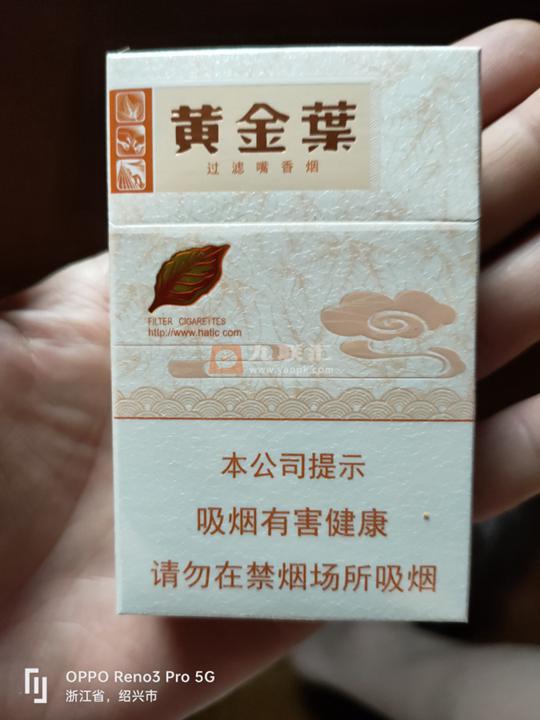 黄金葉
过滤嘴香烟
FILTER CIGARETTES
http://www.hatic.com
www.yanpk.com
本公司提示
吸烟有害健康
请勿在禁烟场所吸烟
OPPO Reno3 Pro 5G
浙江省，绍兴市